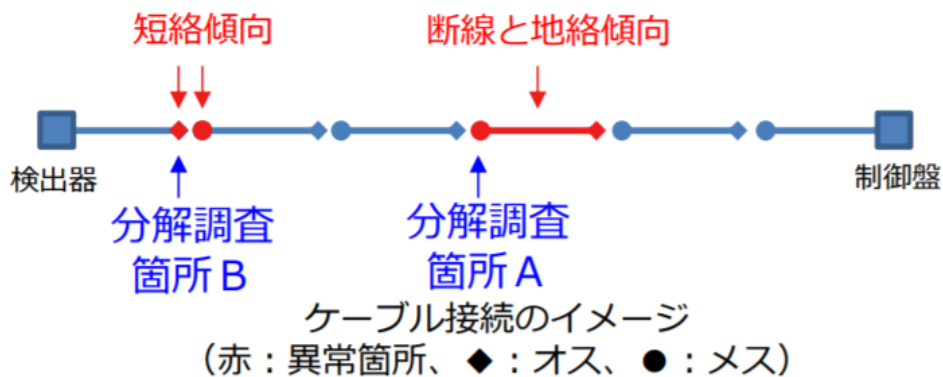 短絡傾向
断線と地絡傾向
検出器
制御盤
分解調査
箇所B
分解調査
箇所A
ケーブル接続のイメージ
（赤：異常箇所、◆：オス、●：メス）